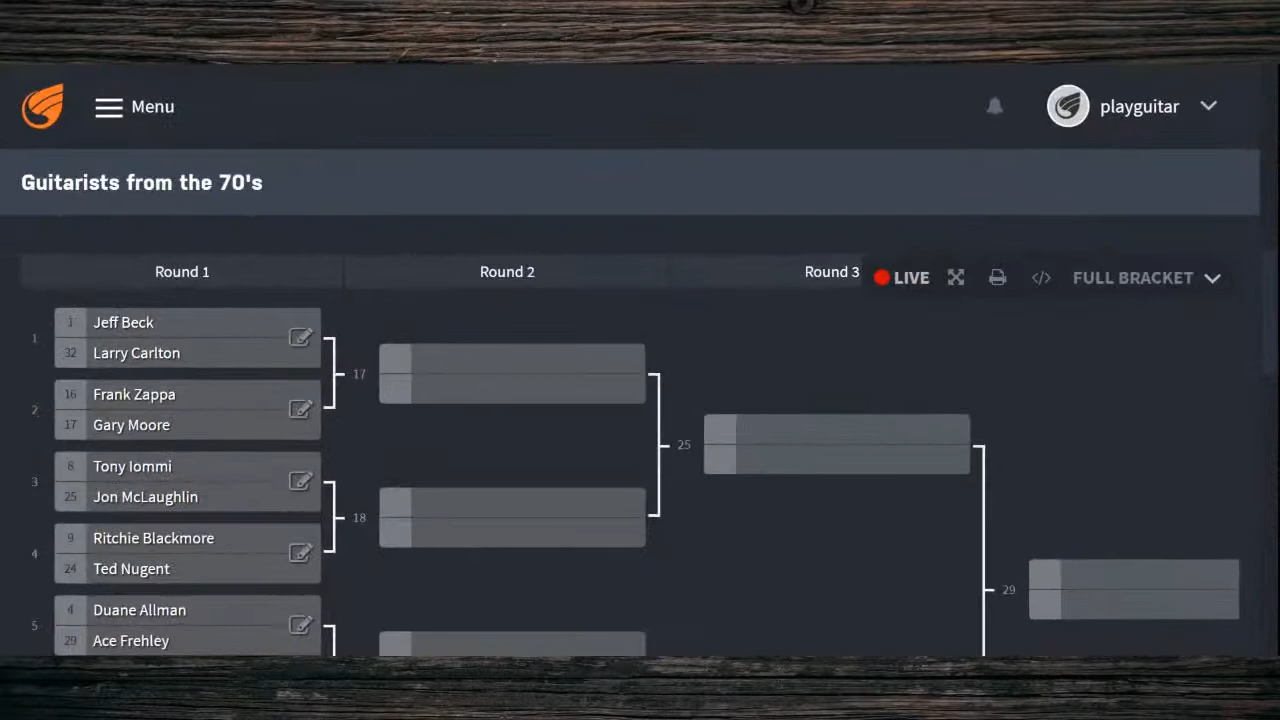 Menu
playguitar
Guitarists from the 70's
Round 1
Round 2
Round 3
LIVE
</>
FULL BRACKET
1
1 Jeff Beck
32 Larry Carlton
2
16 Frank Zappa
17 Gary Moore
17
3
8 Tony Iommi
25 Jon McLaughlin
4
9 Ritchie Blackmore
24 Ted Nugent
18
25
5
4 Duane Allman
29 Ace Frehley
29